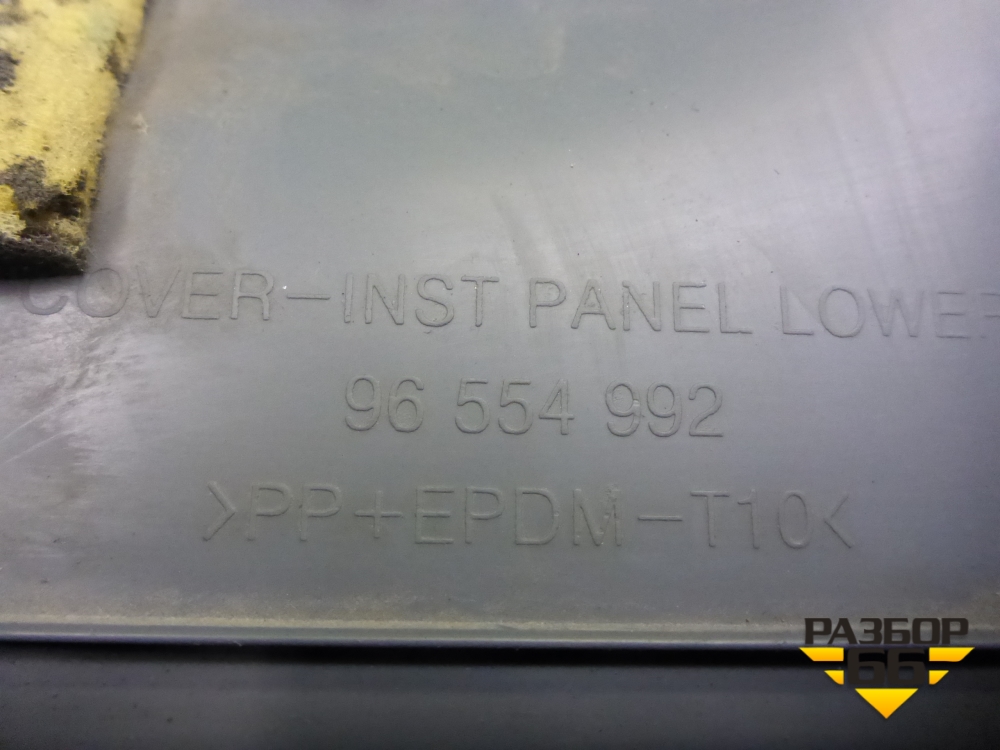 COVER-INST PANEL LOWER
96 554 992
>PP+EPDM-T10<
РАЗБОР
66